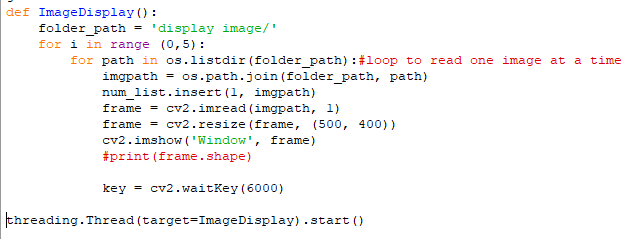 def ImageDisplay():
    folder_path = 'display image/'
    for i in range (0,5):
        for path in os.listdir(folder_path):#loop to read one image at a time
            imgpath = os.path.join(folder_path, path)
            num_list.insert(1, imgpath)
            frame = cv2.imread(imgpath, 1)
            frame = cv2.resize(frame, (500, 400))
            cv2.imshow('Window', frame)
            #print(frame.shape)

            key = cv2.waitKey(6000)

threading.Thread(target=ImageDisplay).start()